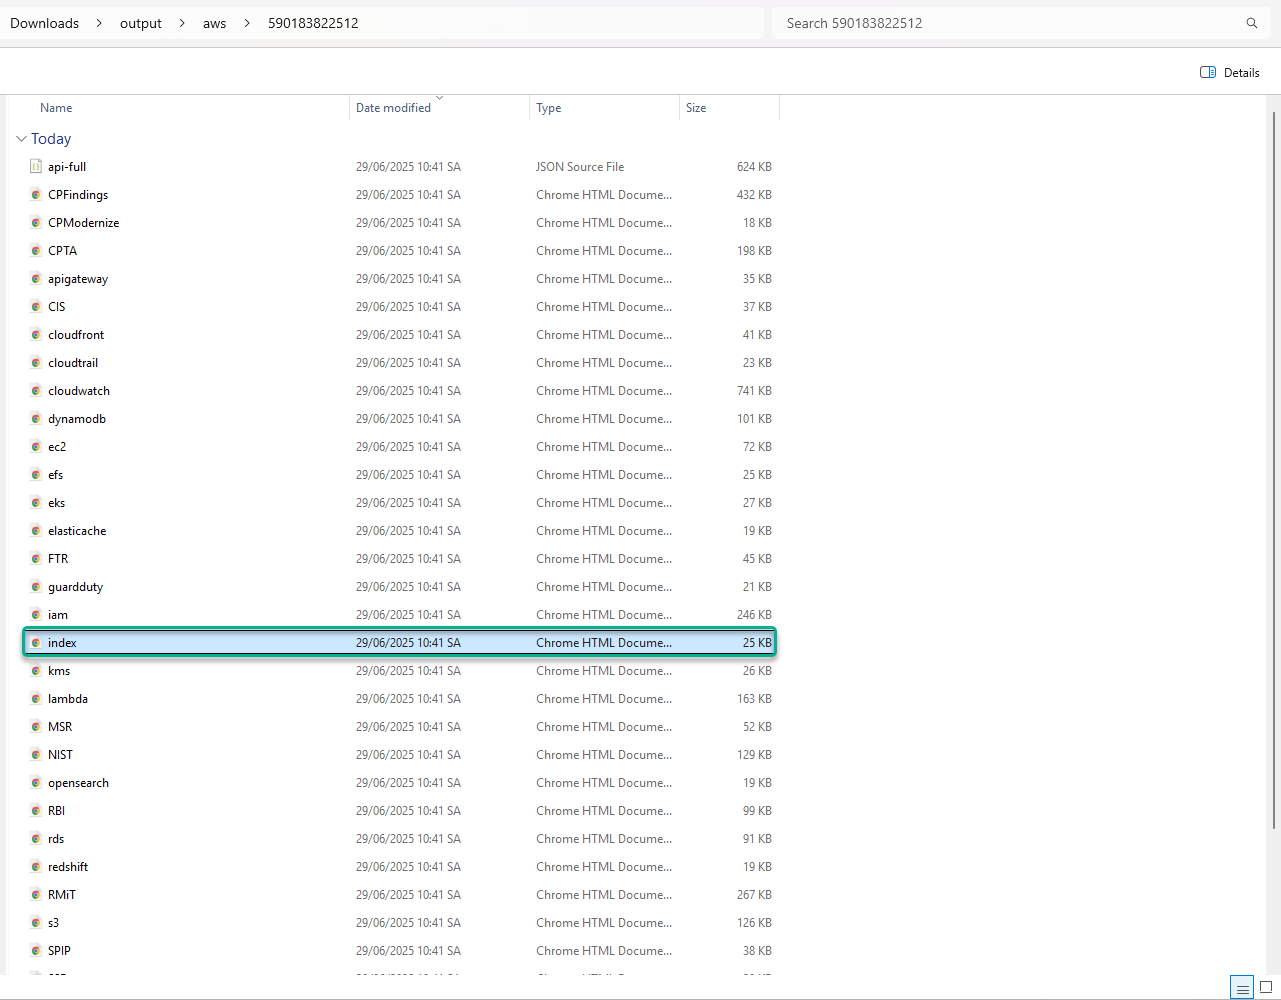 Downloads > output > aws > 590183822512
Search 590183822512
Details
Name Date modified Type Size
Today
api-full 29/06/2025 10:41 SA JSON Source File 624 KB
CPFindings 29/06/2025 10:41 SA Chrome HTML Docume... 432 KB
CPModernize 29/06/2025 10:41 SA Chrome HTML Docume... 18 KB
CPTA 29/06/2025 10:41 SA Chrome HTML Docume... 198 KB
apigateway 29/06/2025 10:41 SA Chrome HTML Docume... 35 KB
CIS 29/06/2025 10:41 SA Chrome HTML Docume... 37 KB
cloudfront 29/06/2025 10:41 SA Chrome HTML Docume... 41 KB
cloudtrail 29/06/2025 10:41 SA Chrome HTML Docume... 23 KB
cloudwatch 29/06/2025 10:41 SA Chrome HTML Docume... 741 KB
dynamodb 29/06/2025 10:41 SA Chrome HTML Docume... 101 KB
ec2 29/06/2025 10:41 SA Chrome HTML Docume... 72 KB
efs 29/06/2025 10:41 SA Chrome HTML Docume... 25 KB
eks 29/06/2025 10:41 SA Chrome HTML Docume... 27 KB
elasticache 29/06/2025 10:41 SA Chrome HTML Docume... 19 KB
FTR 29/06/2025 10:41 SA Chrome HTML Docume... 45 KB
guardduty 29/06/2025 10:41 SA Chrome HTML Docume... 21 KB
iam 29/06/2025 10:41 SA Chrome HTML Docume... 246 KB
index 29/06/2025 10:41 SA Chrome HTML Docume... 25 KB
kms 29/06/2025 10:41 SA Chrome HTML Docume... 26 KB
lambda 29/06/2025 10:41 SA Chrome HTML Docume... 163 KB
MSR 29/06/2025 10:41 SA Chrome HTML Docume... 52 KB
NIST 29/06/2025 10:41 SA Chrome HTML Docume... 129 KB
opensearch 29/06/2025 10:41 SA Chrome HTML Docume... 19 KB
RBI 29/06/2025 10:41 SA Chrome HTML Docume... 99 KB
rds 29/06/2025 10:41 SA Chrome HTML Docume... 91 KB
redshift 29/06/2025 10:41 SA Chrome HTML Docume... 19 KB
RMiT 29/06/2025 10:41 SA Chrome HTML Docume... 267 KB
s3 29/06/2025 10:41 SA Chrome HTML Docume... 126 KB
SPIP 29/06/2025 10:41 SA Chrome HTML Docume... 38 KB